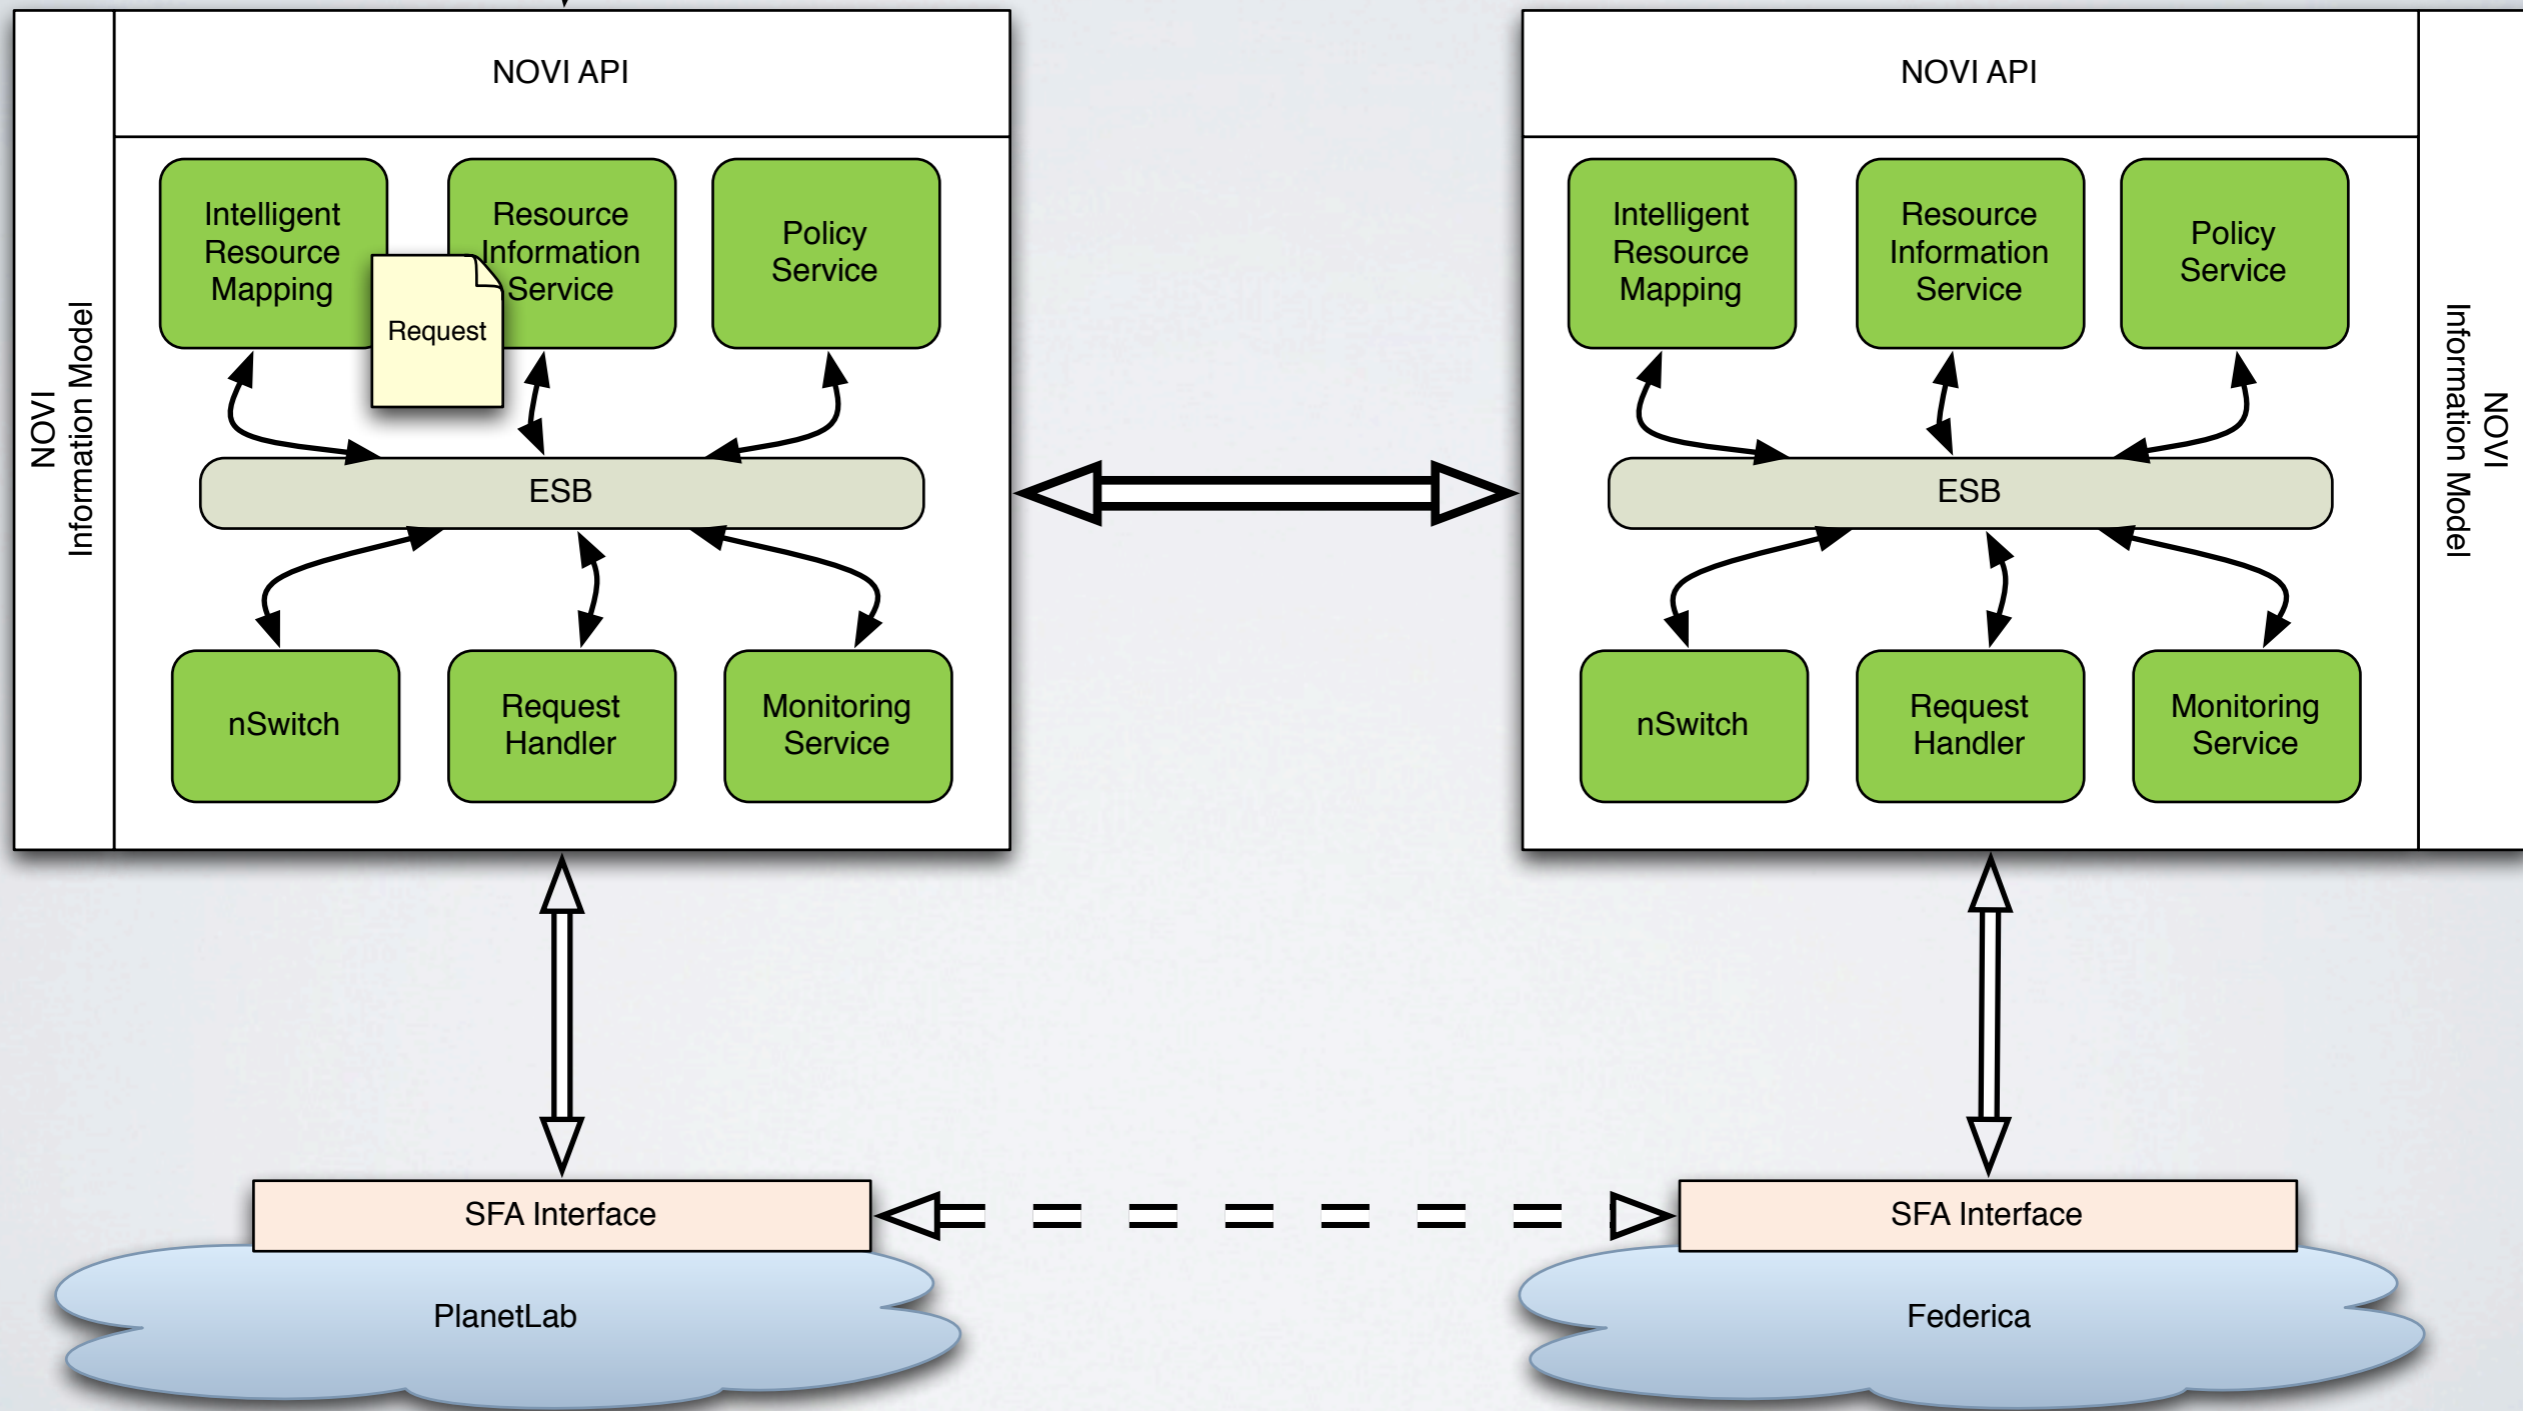 NOVI API
NOVI
Information Model
Intelligent
Resource
Mapping
Resource
Information
Service
Policy
Service
Request
ESB
nSwitch
Request
Handler
Monitoring
Service
NOVI API
NOVI
Information Model
Intelligent
Resource
Mapping
Resource
Information
Service
Policy
Service
ESB
nSwitch
Request
Handler
Monitoring
Service
SFA Interface
PlanetLab
SFA Interface
Federica